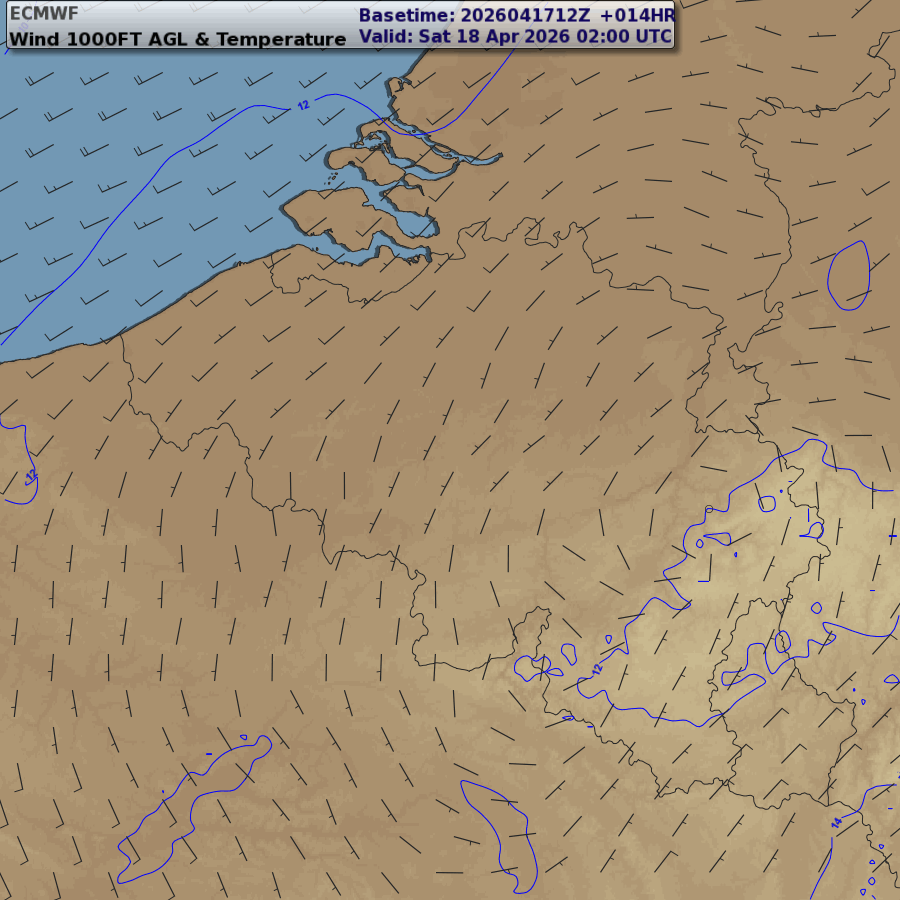 ECMWF
Basetime: 2026041712Z +014HR
Wind 1000FT AGL & Temperature
Valid: Sat 18 Apr 2026 02:00 UTC
12
12
12
14